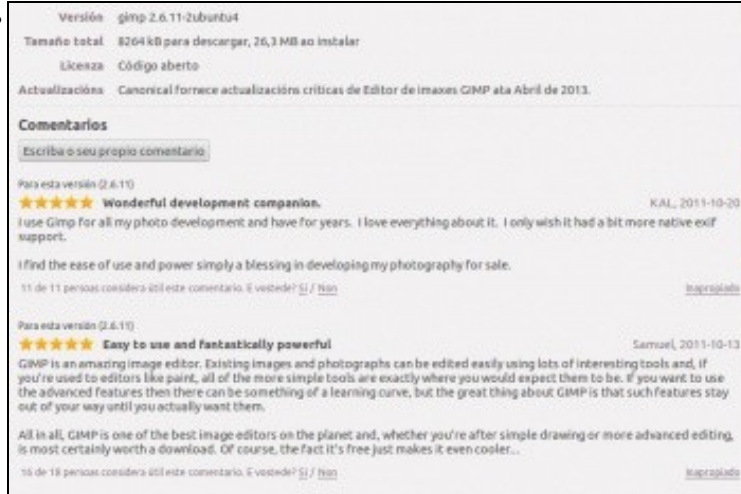 Versión gimp 2.6.11-2ubuntu4
Tamaño total 8264 kB para descargar, 26,3 MB ao instalar
Licenza Código aberto
Actualizacións Canonical fornece actualizacións críticas de Editor de imaxes GIMP ata Abril de 2013.
Comentarios
Escriba o seu propio comentario
Para esta versión (2.6.11)
Wonderful development companion. KAL, 2011-10-20
I use Gimp for all my photo development and have for years. I love everything about it. I only wish it had a bit more native exif
support.
I find the ease of use and power simply a blessing in developing my photography for sale.
11 de 11 persoas considera útil este comentario. E vostede? Si / Non Inapropiado
Para esta versión (2.6.11)
Easy to use and fantastically powerful Samuel, 2011-10-13
GIMP is an amazing image editor. Existing images and photographs can be edited easily using lots of interesting tools and, if
you're used to editors like paint, all of the more simple tools are exactly where you would expect them to be. If you want to use
the advanced features then there can be something of a learning curve, but the great thing about GIMP is that such features stay
out of your way until you actually want them.
All in all, GIMP is one of the best image editors on the planet and, whether you're after simple drawing or more advanced editing,
is most certainly worth a download. Of course, the fact it's free just makes it even cooler...
16 de 18 persoas considera útil este comentario. E vostede? Si / Non Inapropiado